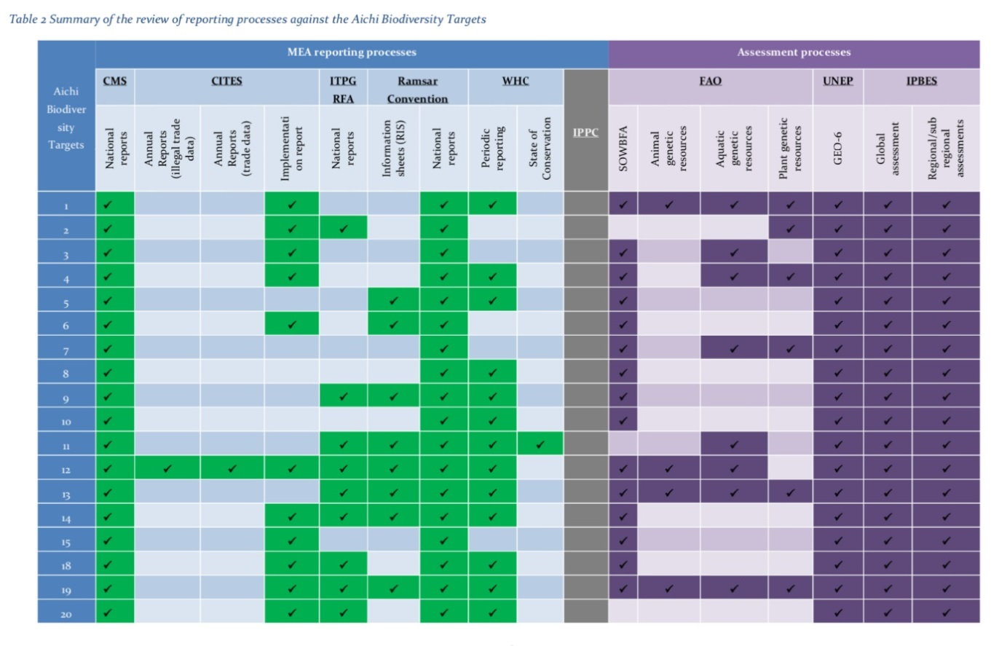 Table 2 Summary of the review of reporting processes against the Aichi Biodiversity Targets
Aichi
Biodiver
sity
Targets
MEA reporting processes
Assessment processes
CMS
CITES
ITPG
RFA
Ramsar
Convention
WHC
IPPC
FAO
UNEP
IPBES
National
reports
Annual
Reports
(illegal trade
data)
Annual
Reports
(trade data)
Implementati
on report
National
reports
Information
sheets (RIS)
National
reports
Periodic
reporting
State of
Conservation
SOWBFA
Animal
genetic
resources
Aquatic
genetic
resources
Plant genetic
resources
GEO-6
Global
assessment
Regional/sub
regional
assessments
1 ✓ ✓ ✓ ✓ ✓ ✓ ✓ ✓ ✓ ✓ ✓
2 ✓ ✓ ✓ ✓ ✓ ✓ ✓ ✓
3 ✓ ✓ ✓ ✓ ✓ ✓ ✓ ✓
4 ✓ ✓ ✓ ✓ ✓ ✓ ✓ ✓ ✓ ✓
5 ✓ ✓ ✓ ✓ ✓ ✓ ✓ ✓
6 ✓ ✓ ✓ ✓ ✓ ✓ ✓ ✓
7 ✓ ✓ ✓ ✓ ✓ ✓ ✓ ✓
8 ✓ ✓ ✓ ✓ ✓ ✓ ✓
9 ✓ ✓ ✓ ✓ ✓ ✓ ✓ ✓ ✓
10 ✓ ✓ ✓ ✓ ✓ ✓ ✓
11 ✓ ✓ ✓ ✓ ✓ ✓ ✓ ✓ ✓ ✓
12 ✓ ✓ ✓ ✓ ✓ ✓ ✓ ✓ ✓ ✓ ✓ ✓ ✓ ✓
13 ✓ ✓ ✓ ✓ ✓ ✓ ✓ ✓ ✓ ✓ ✓ ✓
14 ✓ ✓ ✓ ✓ ✓ ✓ ✓ ✓ ✓ ✓
15 ✓ ✓ ✓ ✓ ✓ ✓ ✓
18 ✓ ✓ ✓ ✓ ✓ ✓ ✓ ✓ ✓
19 ✓ ✓ ✓ ✓ ✓ ✓ ✓ ✓ ✓ ✓ ✓ ✓ ✓
20 ✓ ✓ ✓ ✓ ✓ ✓ ✓ ✓